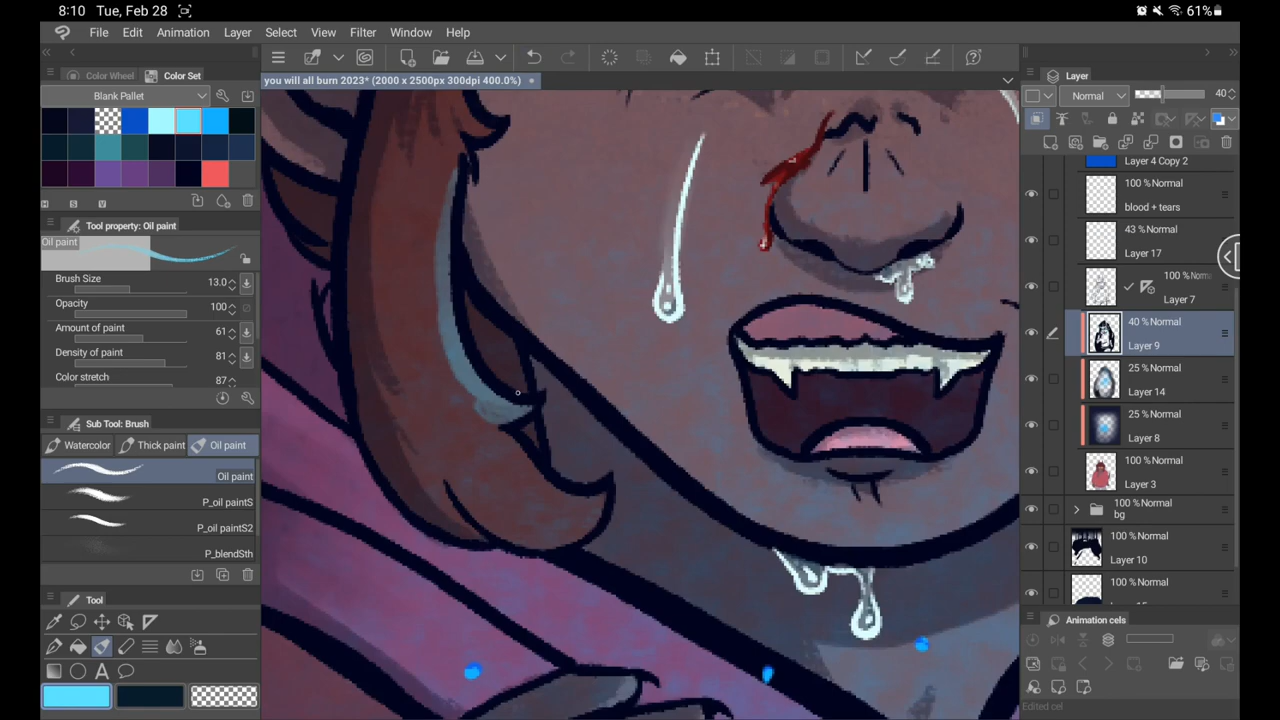 8:10 Tue, Feb 28
61%
File Edit Animation Layer Select View Filter Window Help
you will all burn 2023* (2000 x 2500px 300dpi 400.0%)
Color Wheel Color Set
Blank Pallet
H S V
Tool property: Oil paint
Oil paint
Brush Size 13.0
Opacity 100
Amount of paint 61
Density of paint 81
Color stretch 87
Sub Tool: Brush
Watercolor Thick paint Oil paint
Oil paint
P_oil paintS
P_oil paintS2
P_blendSth
Tool
A
Layer
Normal 40
Layer 4 Copy 2
100 % Normal
blood + tears
43 % Normal
Layer 17
100 % Norm
Layer 7
40 % Normal
Layer 9
25 % Normal
Layer 14
25 % Normal
Layer 8
100 % Normal
Layer 3
100 % Normal
bg
100 % Normal
Layer 10
100 % Normal
Animation cels
Edited cel